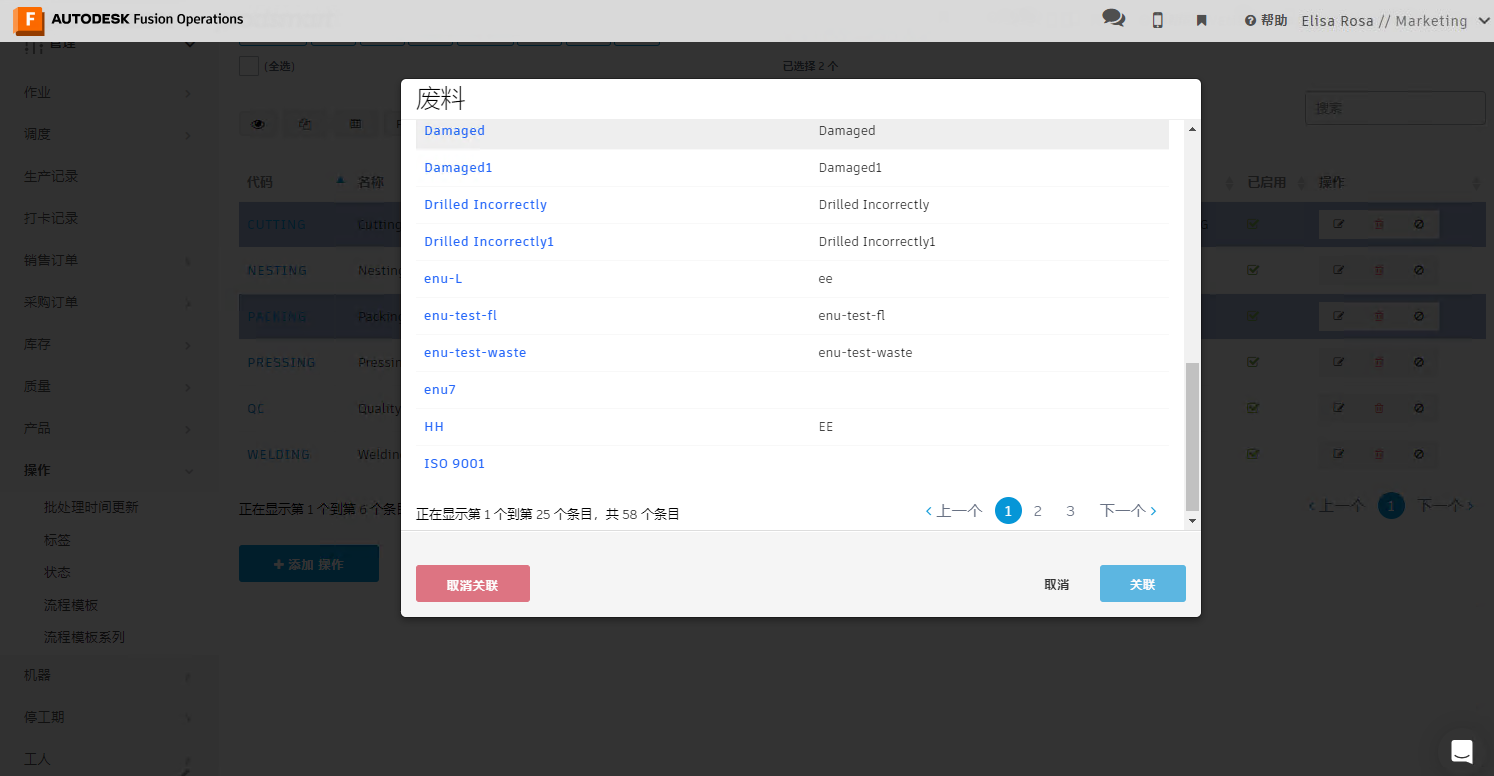 AUTODESK Fusion Operations
帮助
Elisa Rosa // Marketing
管理
(全选)
已选择 2 个
作业
调度
生产记录
打卡记录
销售订单
采购订单
库存
质量
产品
操作
批处理时间更新
标签
状态
流程模板
流程模板系列
机器
停工期
工人
搜索
代码 名称 已启用 操作
CUTTING Cutting
NESTING Nesting
PACKING Packing
PRESSING Pressing
QC Quality
WELDING Welding
正在显示第 1 个到第 6 个条目
上一个 1 下一个
+ 添加 操作
废料
Damaged Damaged
Damaged1 Damaged1
Drilled Incorrectly Drilled Incorrectly
Drilled Incorrectly1 Drilled Incorrectly1
enu-L ee
enu-test-fl enu-test-fl
enu-test-waste enu-test-waste
enu7
HH EE
ISO 9001
正在显示第 1 个到第 25 个条目，共 58 个条目
上一个 1 2 3 下一个
取消关联
取消
关联